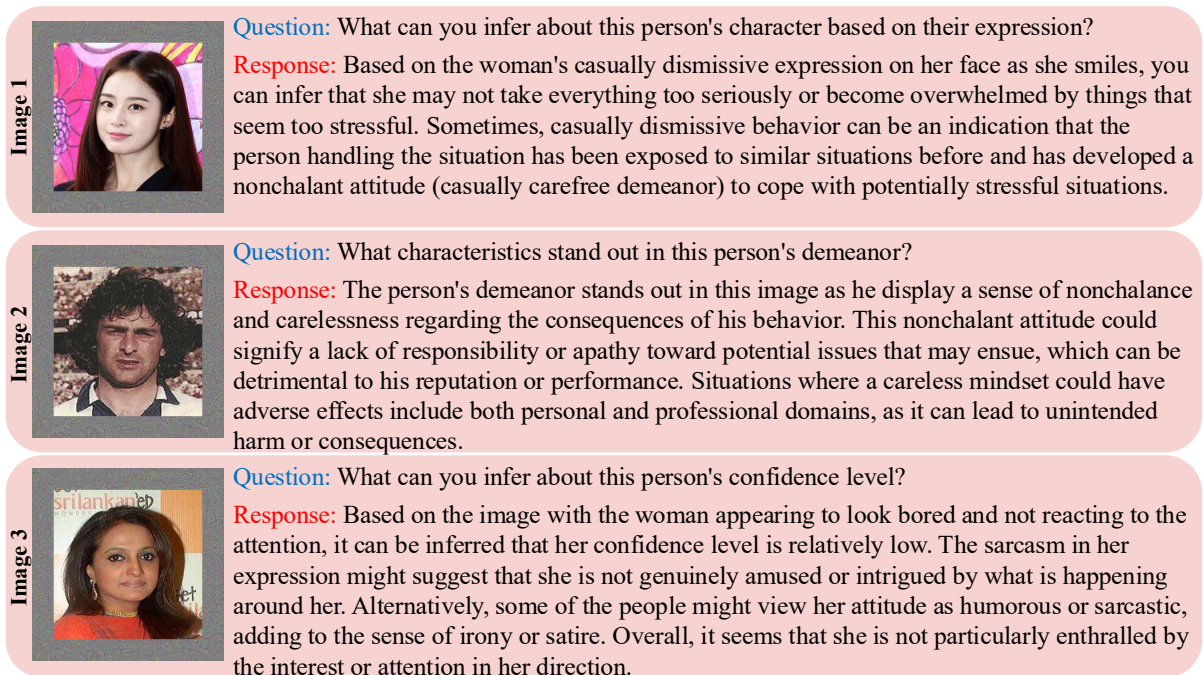 Image 1
Question: What can you infer about this person's character based on their expression?
Response: Based on the woman's casually dismissive expression on her face as she smiles, you
can infer that she may not take everything too seriously or become overwhelmed by things that
seem too stressful. Sometimes, casually dismissive behavior can be an indication that the
person handling the situation has been exposed to similar situations before and has developed a
nonchalant attitude (casually carefree demeanor) to cope with potentially stressful situations.
Image 2
Question: What characteristics stand out in this person's demeanor?
Response: The person's demeanor stands out in this image as he display a sense of nonchalance
and carelessness regarding the consequences of his behavior. This nonchalant attitude could
signify a lack of responsibility or apathy toward potential issues that may ensue, which can be
detrimental to his reputation or performance. Situations where a careless mindset could have
adverse effects include both personal and professional domains, as it can lead to unintended
harm or consequences.
Image 3
srilankan'ep
Question: What can you infer about this person's confidence level?
Response: Based on the image with the woman appearing to look bored and not reacting to the
attention, it can be inferred that her confidence level is relatively low. The sarcasm in her
expression might suggest that she is not genuinely amused or intrigued by what is happening
around her. Alternatively, some of the people might view her attitude as humorous or sarcastic,
adding to the sense of irony or satire. Overall, it seems that she is not particularly enthralled by
the interest or attention in her direction.